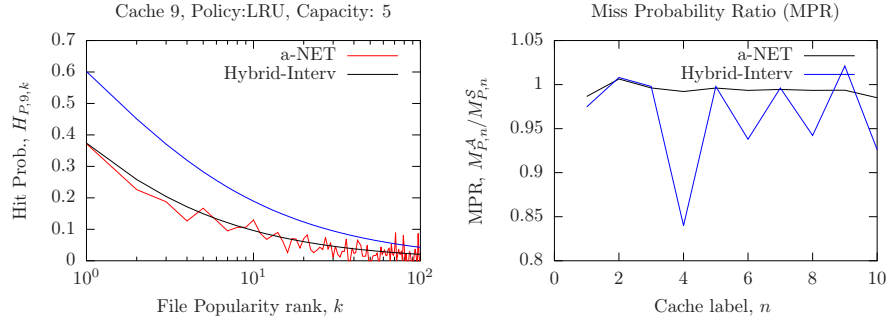 Cache 9, Policy:LRU, Capacity: 5
Hit Prob., H_{P,9,k}
0.7
0.6
0.5
0.4
0.3
0.2
0.1
0
a-NET
Hybrid-Interv
10^0
10^1
10^2
File Popularity rank, k
Miss Probability Ratio (MPR)
MPR, M^A_{P,n}/M^S_{P,n}
1.05
1
0.95
0.9
0.85
0.8
a-NET
Hybrid-Interv
0
2
4
6
8
10
Cache label, n